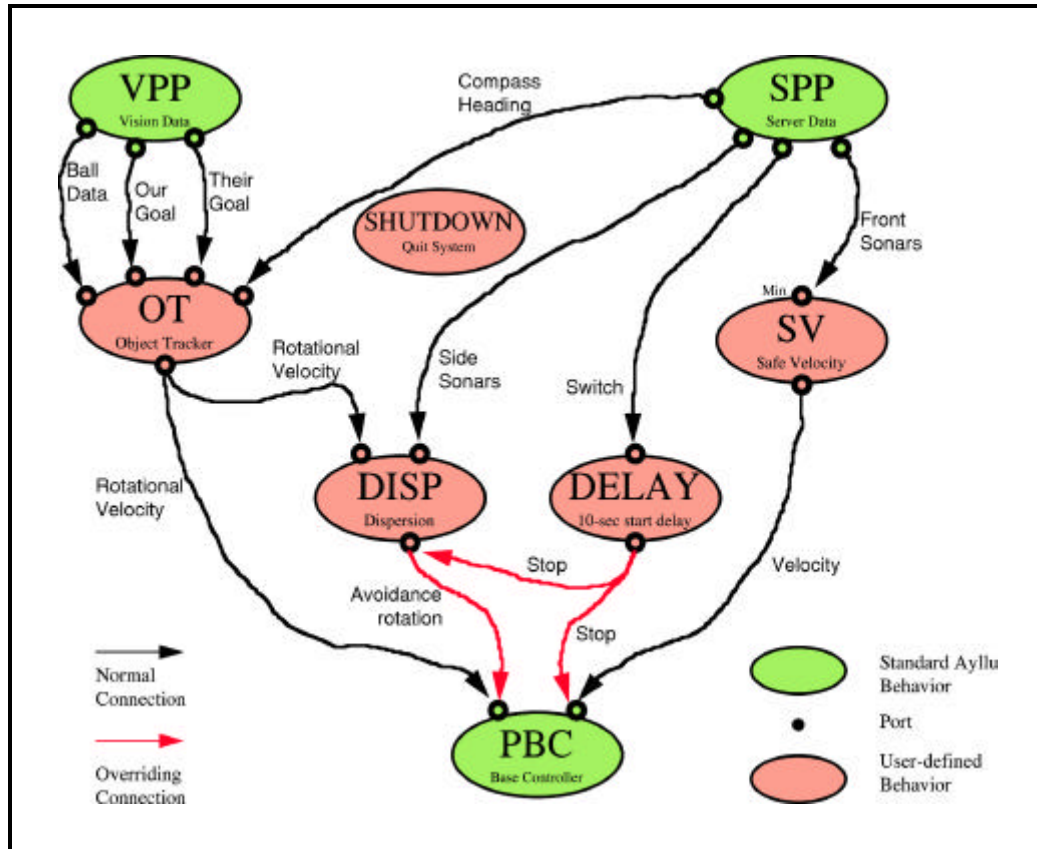 VPP
Vision Data
Compass
Heading
SPP
Server Data
Ball
Data
Our
Goal
Their
Goal
SHUTDOWN
Quit System
Front
Sonars
OT
Object Tracker
Min
SV
Safe Velocity
Rotational
Velocity
Side
Sonars
Switch
Rotational
Velocity
DISP
Dispersion
DELAY
10-sec start delay
Stop
Velocity
Avoidance
rotation
Stop
Normal
Connection
Overriding
Connection
PBC
Base Controller
Standard Ayllu
Behavior
Port
User-defined
Behavior